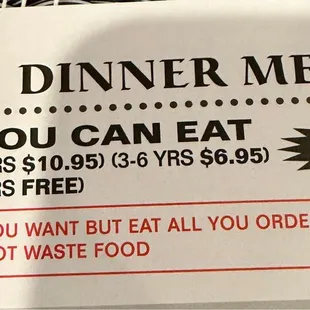 DINNER ME
OU CAN EAT
RS $10.95) (3-6 YRS $6.95)
RS FREE)
OU WANT BUT EAT ALL YOU ORDE
OT WASTE FOOD